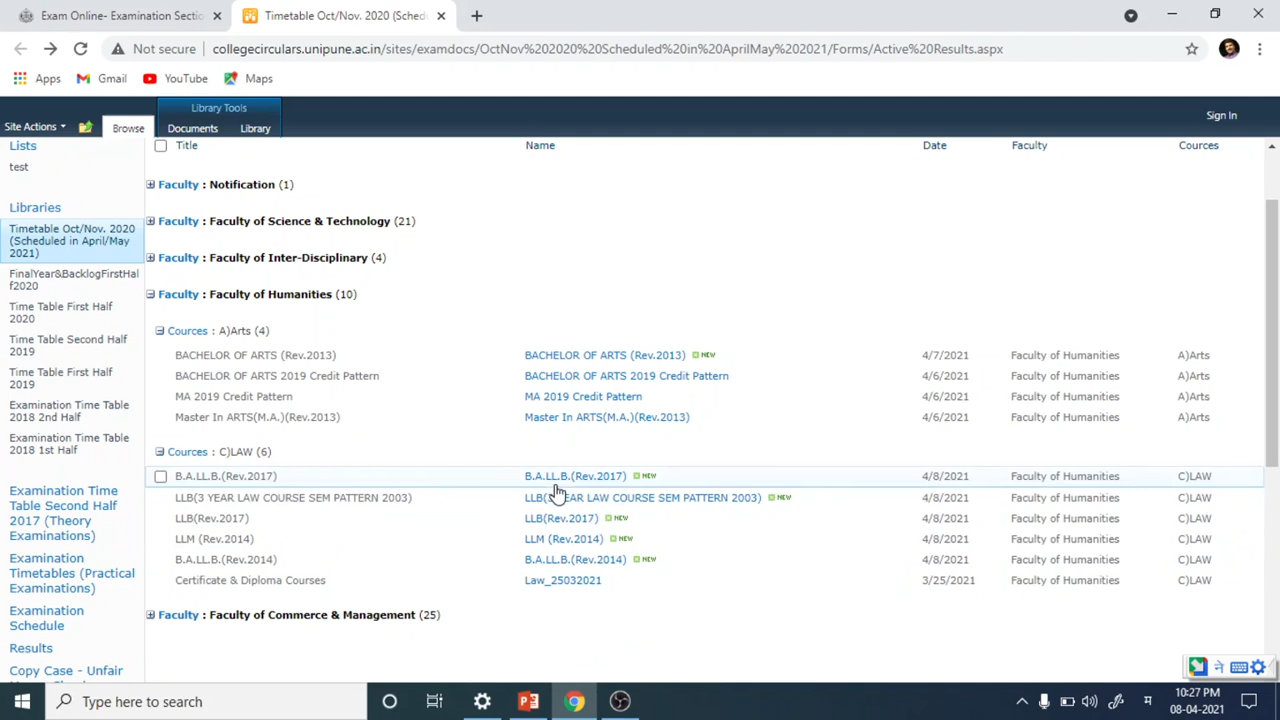 Exam Online- Examination Sectio
Timetable Oct/Nov. 2020 (Sched
Not secure
collegecirculars.unipune.ac.in/sites/examdocs/OctNov%202020%20Scheduled%20in%20AprilMay%202021/Forms/Active%20Results.aspx
Apps Gmail YouTube Maps
Library Tools
Site Actions Browse Documents Library Sign In
Lists
test
Libraries
Timetable Oct/Nov. 2020
(Scheduled in April/May
2021)
FinalYear&BacklogFirstHal
f2020
Time Table First Half
2020
Time Table Second Half
2019
Time Table First Half
2019
Examination Time Table
2018 2nd Half
Examination Time Table
2018 1st Half
Examination Time
Table Second Half
2017 (Theory
Examinations)
Examination
Timetables (Practical
Examinations)
Examination
Schedule
Results
Copy Case - Unfair
Title Name Date Faculty Cources
Faculty : Notification (1)
Faculty : Faculty of Science & Technology (21)
Faculty : Faculty of Inter-Disciplinary (4)
Faculty : Faculty of Humanities (10)
Cources : A)Arts (4)
BACHELOR OF ARTS (Rev.2013) BACHELOR OF ARTS (Rev.2013) NEW 4/7/2021 Faculty of Humanities A)Arts
BACHELOR OF ARTS 2019 Credit Pattern BACHELOR OF ARTS 2019 Credit Pattern 4/6/2021 Faculty of Humanities A)Arts
MA 2019 Credit Pattern MA 2019 Credit Pattern 4/6/2021 Faculty of Humanities A)Arts
Master In ARTS(M.A.)(Rev.2013) Master In ARTS(M.A.)(Rev.2013) 4/6/2021 Faculty of Humanities A)Arts
Cources : C)LAW (6)
B.A.LL.B.(Rev.2017) B.A.LL.B.(Rev.2017) NEW 4/8/2021 Faculty of Humanities C)LAW
LLB(3 YEAR LAW COURSE SEM PATTERN 2003) LLB(3 YEAR LAW COURSE SEM PATTERN 2003) NEW 4/8/2021 Faculty of Humanities C)LAW
LLB(Rev.2017) LLB(Rev.2017) NEW 4/8/2021 Faculty of Humanities C)LAW
LLM (Rev.2014) LLM (Rev.2014) NEW 4/8/2021 Faculty of Humanities C)LAW
B.A.LL.B.(Rev.2014) B.A.LL.B.(Rev.2014) NEW 4/8/2021 Faculty of Humanities C)LAW
Certificate & Diploma Courses Law_25032021 3/25/2021 Faculty of Humanities C)LAW
Faculty : Faculty of Commerce & Management (25)
ने
Type here to search
10:27 PM
08-04-2021